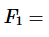 F₁ =